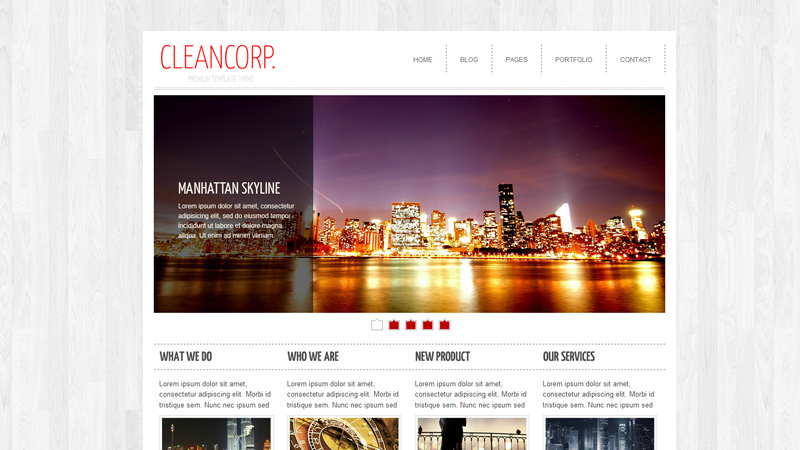 CLEANCORP.
PREMIUM TEMPLATE THEME
HOME
BLOG
PAGES
PORTFOLIO
CONTACT
MANHATTAN SKYLINE
Lorem ipsum dolor sit amet, consectetur
adipisicing elit, sed do eiusmod tempor
incididunt ut labore et dolore magna
aliqua. Ut enim ad minim veniam.
WHAT WE DO
Lorem ipsum dolor sit amet,
consectetur adipiscing elit. Morbi id
tristique sem. Nunc nec ipsum sed
WHO WE ARE
Lorem ipsum dolor sit amet,
consectetur adipiscing elit. Morbi id
tristique sem. Nunc nec ipsum sed
NEW PRODUCT
Lorem ipsum dolor sit amet,
consectetur adipiscing elit. Morbi id
tristique sem. Nunc nec ipsum sed
OUR SERVICES
Lorem ipsum dolor sit amet,
consectetur adipiscing elit. Morbi id
tristique sem. Nunc nec ipsum sed